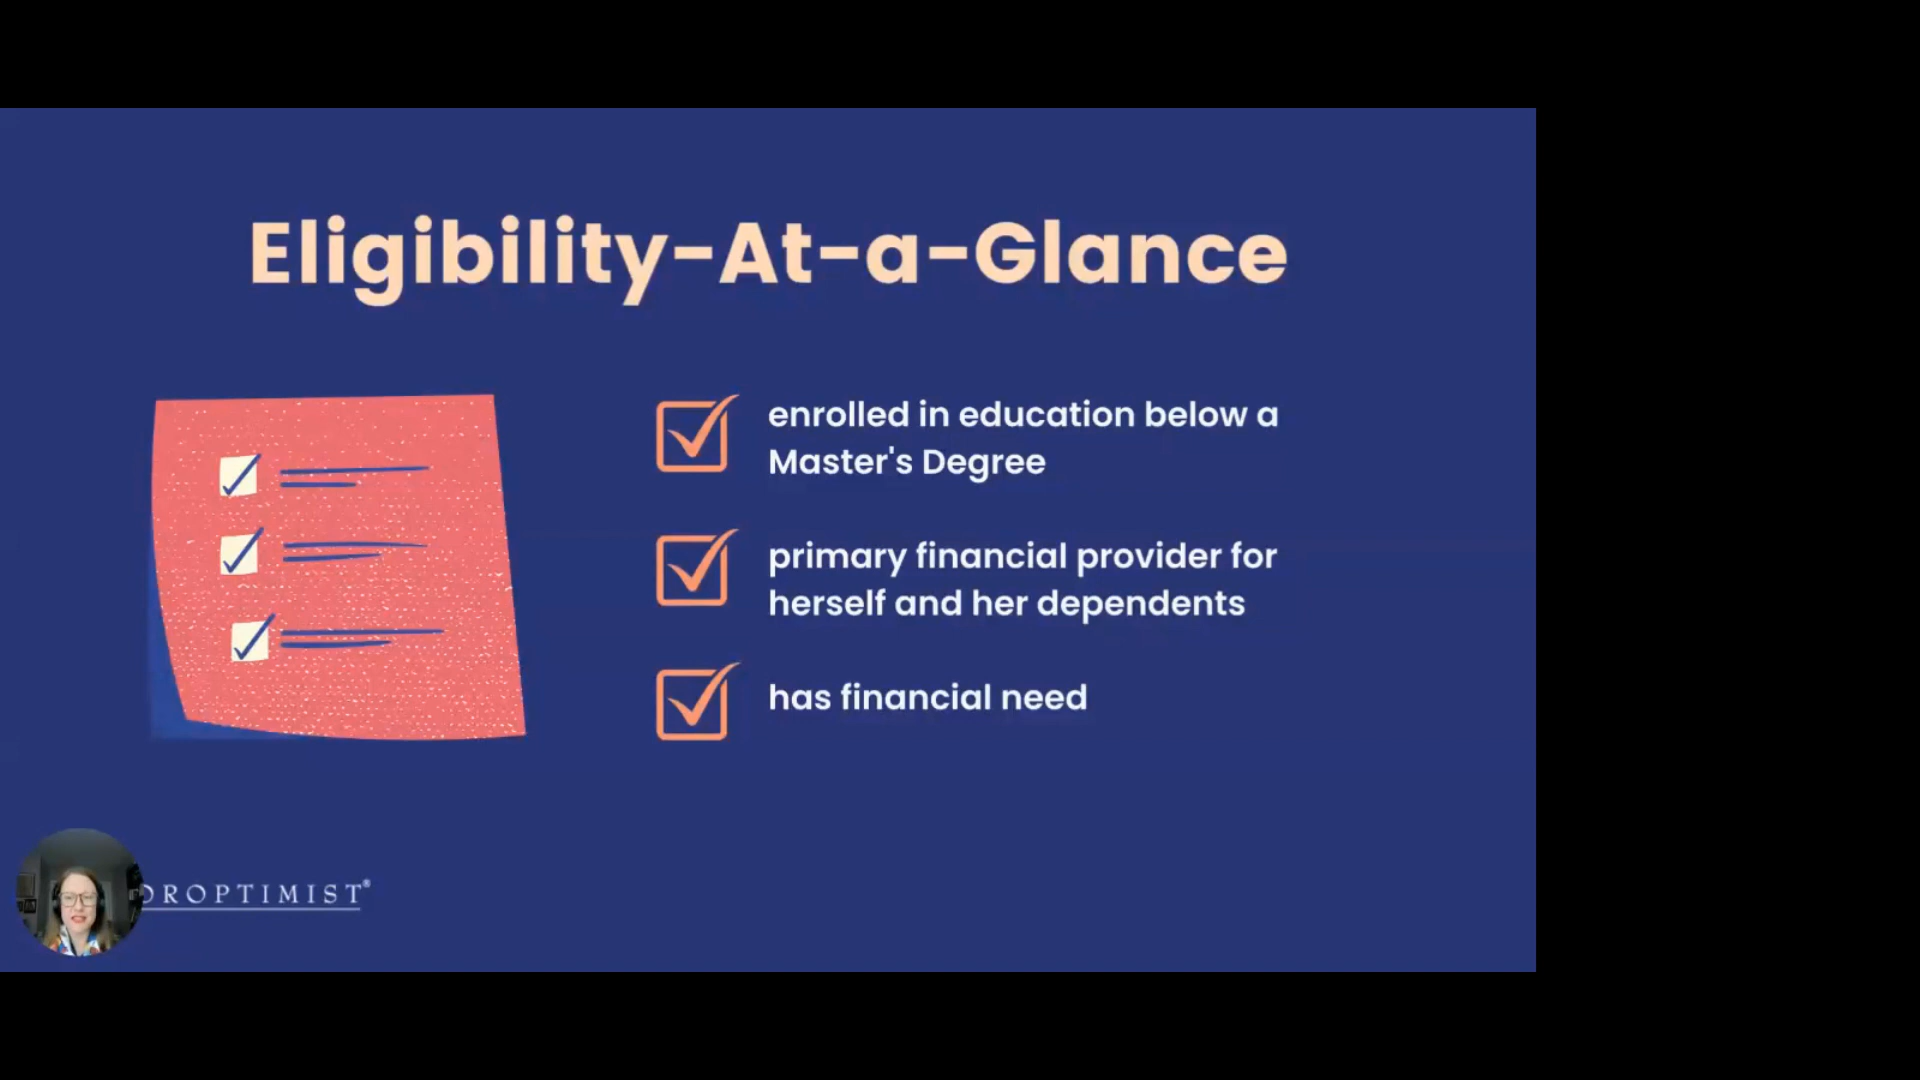 Eligibility-At-a-Glance
enrolled in education below a
Master's Degree
primary financial provider for
herself and her dependents
has financial need
OROPTIMIST®